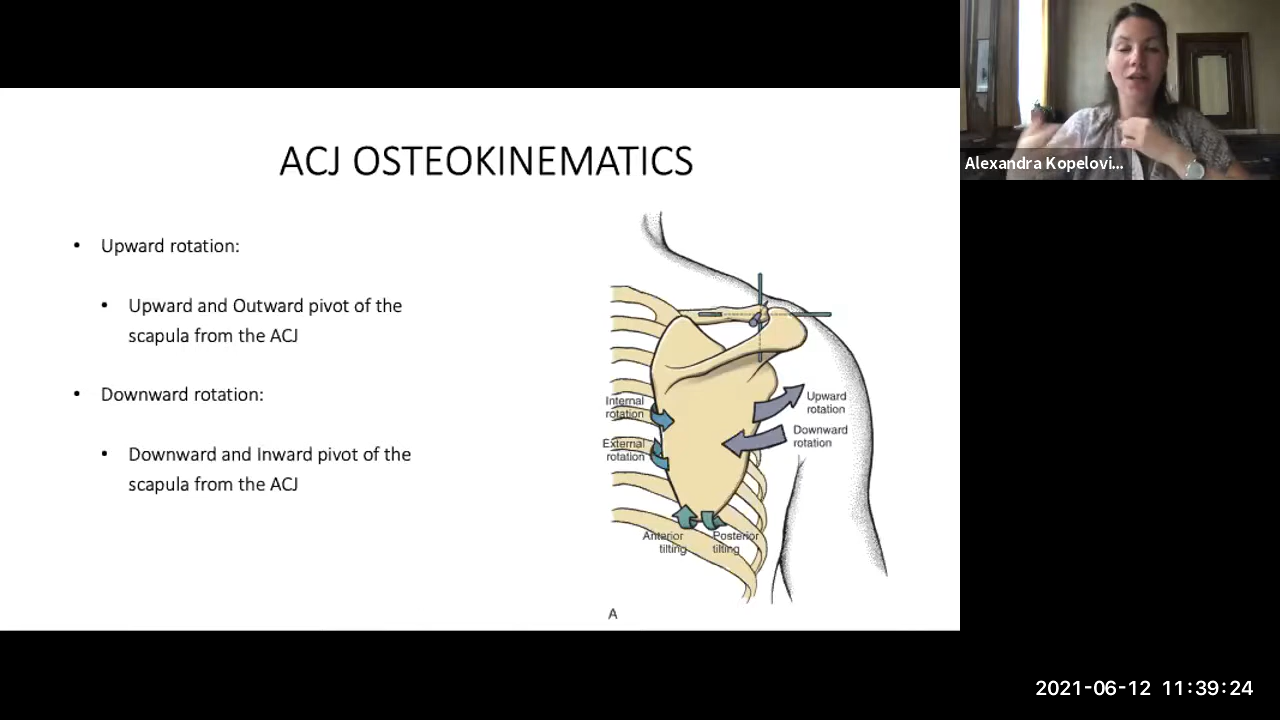 ACJ OSTEOKINEMATICS
• Upward rotation:
• Upward and Outward pivot of the
scapula from the ACJ
• Downward rotation:
• Downward and Inward pivot of the
scapula from the ACJ
Internal
rotation
External
rotation
Upward
rotation
Downward
rotation
Anterior
tilting
Posterior
tilting
A
Alexandra Kopelovi...
2021-06-12 11:39:24